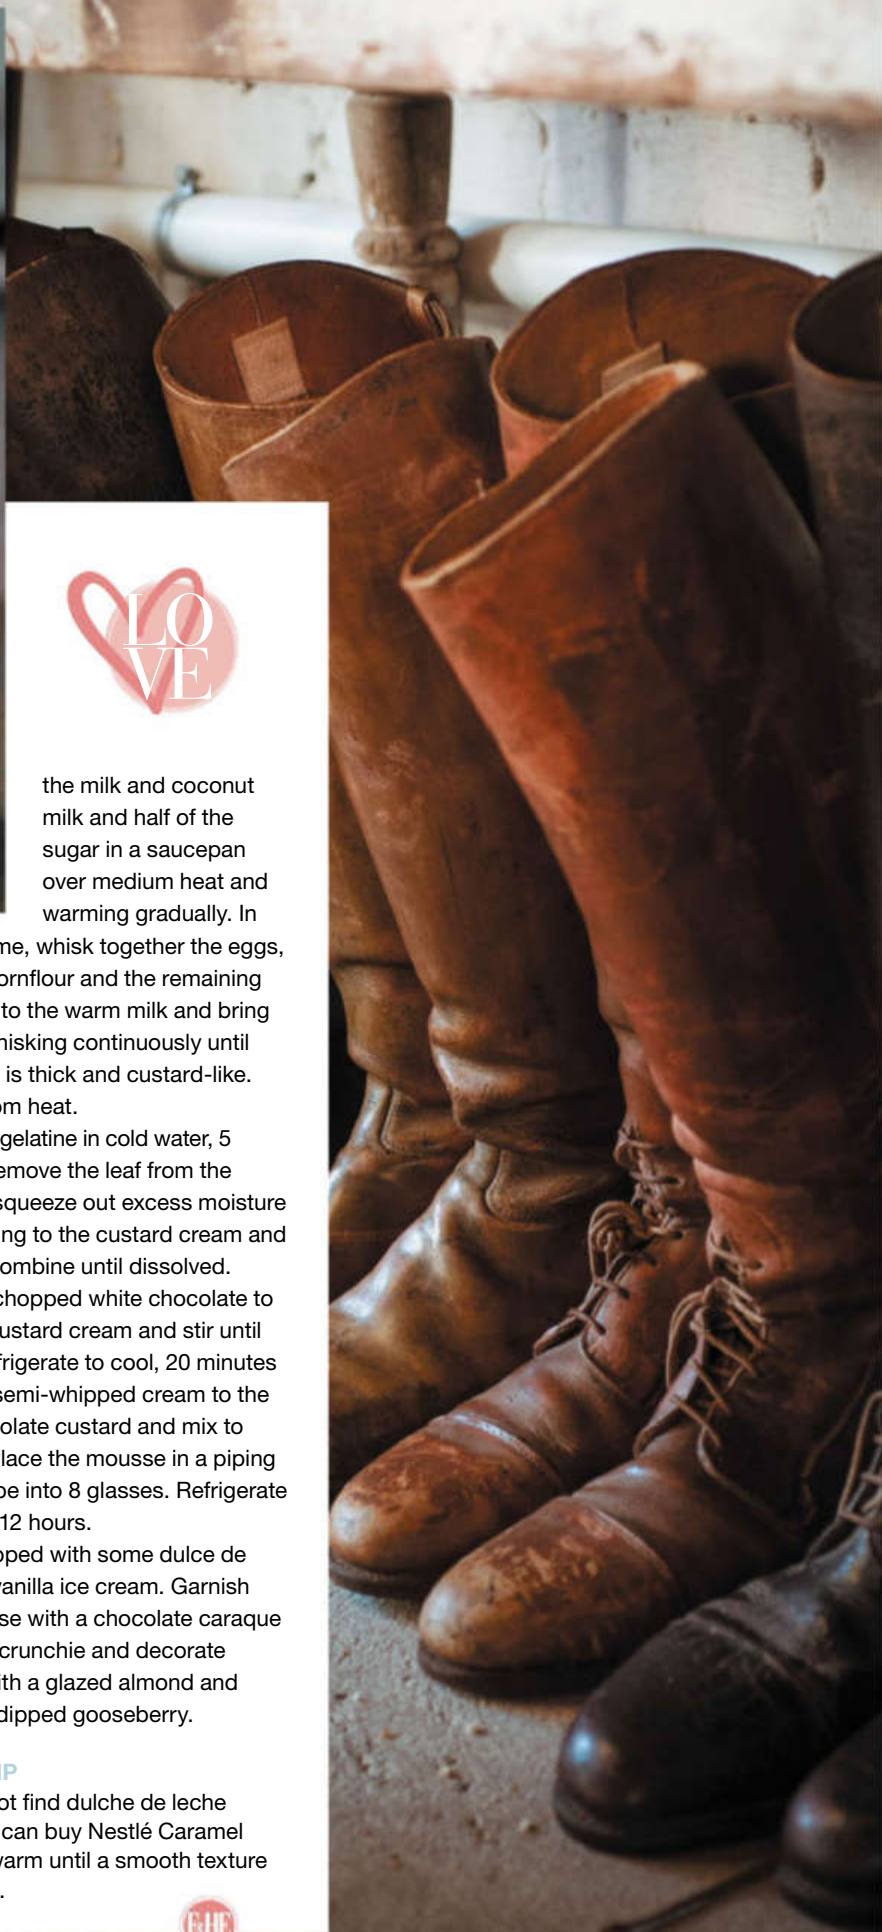 LO
VE
the milk and coconut
milk and half of the
sugar in a saucepan
over medium heat and
warming gradually. In
me, whisk together the eggs,
ornflour and the remaining
to the warm milk and bring
hisking continuously until
is thick and custard-like.
om heat.
gelatine in cold water, 5
emove the leaf from the
squeeze out excess moisture
ing to the custard cream and
ombine until dissolved.
chopped white chocolate to
ustard cream and stir until
frigerate to cool, 20 minutes
semi-whipped cream to the
olate custard and mix to
lace the mousse in a piping
pe into 8 glasses. Refrigerate
12 hours.
pped with some dulce de
vanilla ice cream. Garnish
se with a chocolate caraque
crunchie and decorate
ith a glazed almond and
dipped gooseberry.
IP
ot find dulche de leche
can buy Nestlé Caramel
warm until a smooth texture
.
E&HE